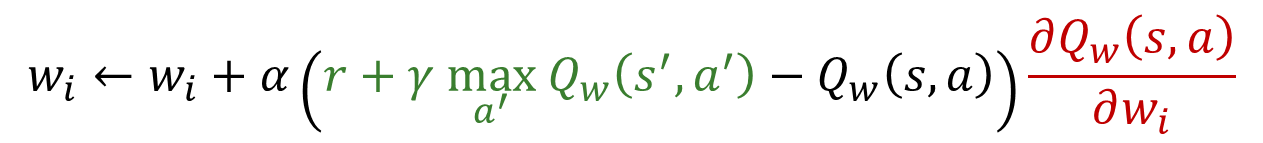 w_i ← w_i + α(r + γ max_{a′} Q_w(s′, a′) − Q_w(s, a)) ∂Q_w(s, a)/∂w_i